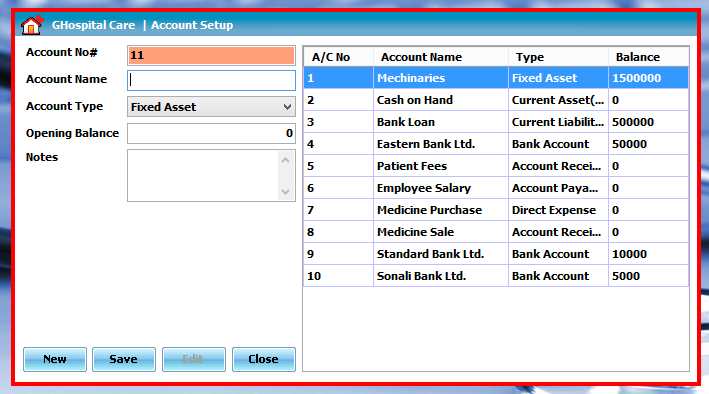 GHospital Care | Account Setup
Account No# 11
Account Name
Account Type Fixed Asset
Opening Balance 0
Notes
New Save Edit Close
A/C No Account Name Type Balance
1 Mechinaries Fixed Asset 1500000
2 Cash on Hand Current Asset(... 0
3 Bank Loan Current Liabilit... 500000
4 Eastern Bank Ltd. Bank Account 50000
5 Patient Fees Account Recei... 0
6 Employee Salary Account Paya... 0
7 Medicine Purchase Direct Expense 0
8 Medicine Sale Account Recei... 0
9 Standard Bank Ltd. Bank Account 10000
10 Sonali Bank Ltd. Bank Account 5000